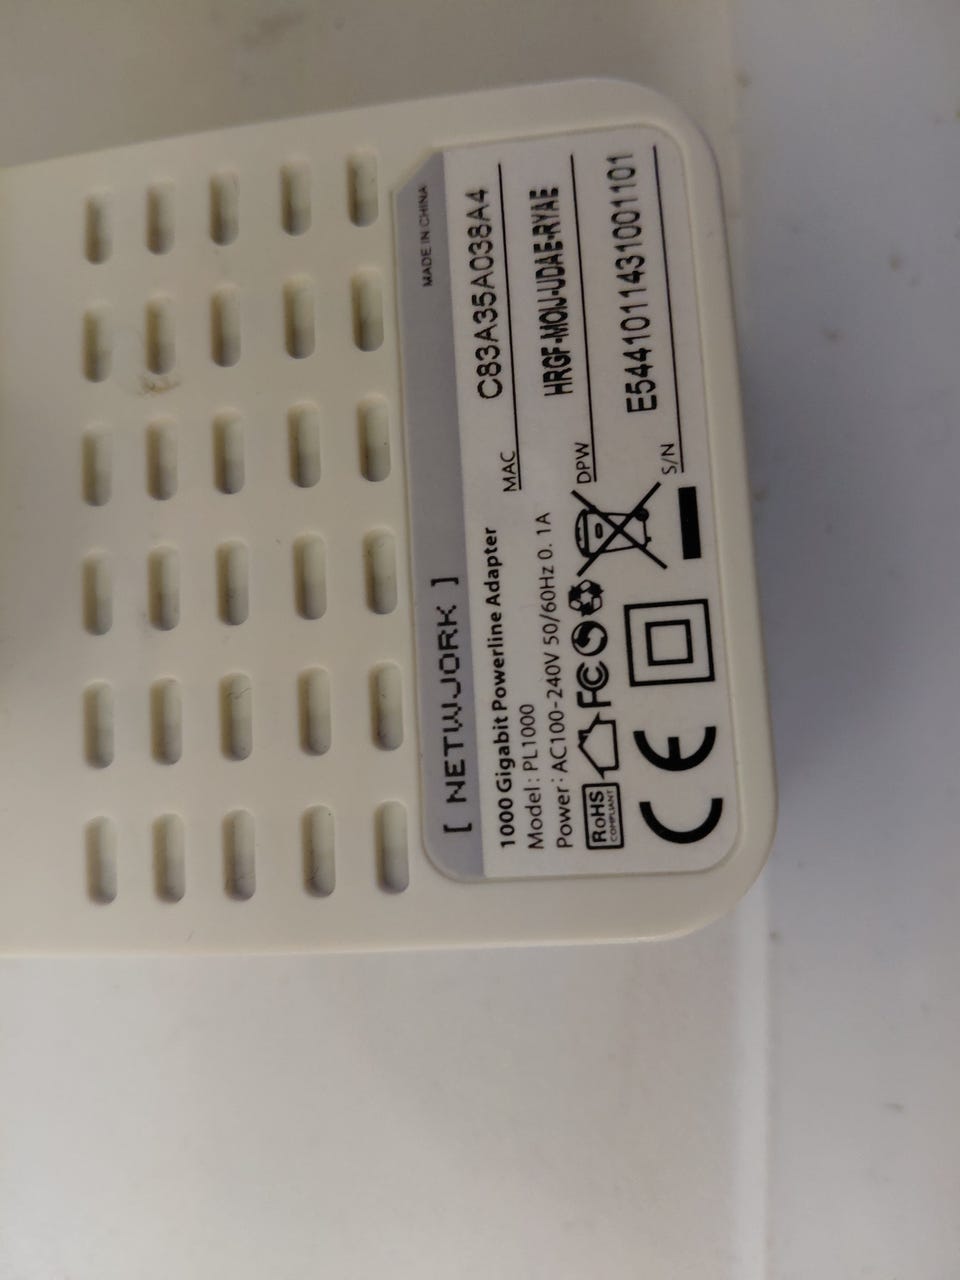 [ NETWJORK ]
MADE IN CHINA
1000 Gigabit Powerline Adapter
Model: PL1000
Power: AC100-240V 50/60Hz 0. 1A
RoHS
COMPLIANT
FC
CE
MAC C83A35A038A4
DPW HRGF-MOIJ-UDAE-RYAE
S/N E5441011431001101